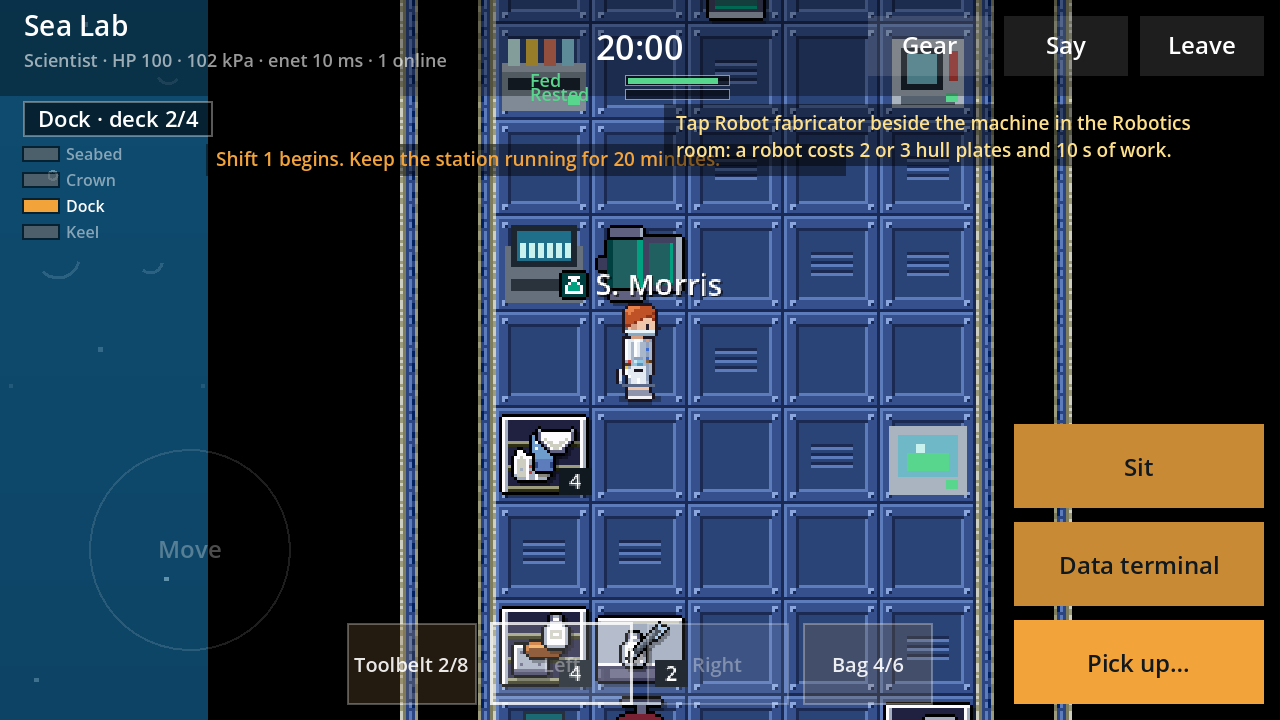 Sea Lab
Scientist · HP 100 · 102 kPa · enet 10 ms · 1 online
20:00
Fed
Rested
Gear
Say
Leave
Dock · deck 2/4
Seabed
Crown
Dock
Keel
Shift 1 begins. Keep the station running for 20 minutes.
Tap Robot fabricator beside the machine in the Robotics
room: a robot costs 2 or 3 hull plates and 10 s of work.
S. Morris
4
Move
Sit
Data terminal
Pick up...
Toolbelt 2/8
Left
4
2
Right
Bag 4/6